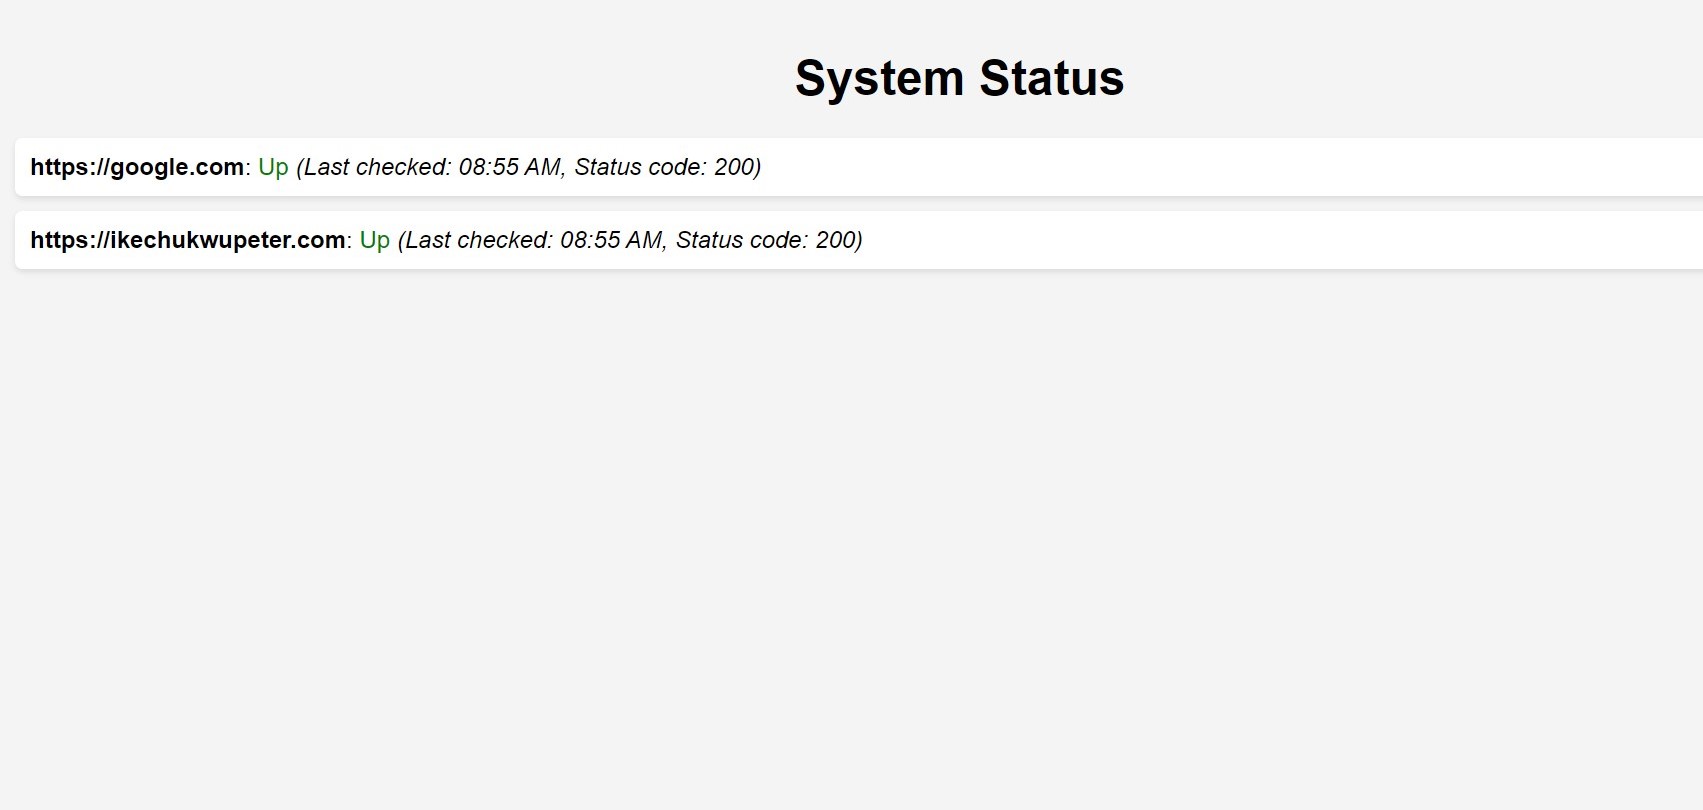 System Status
https://google.com: Up (Last checked: 08:55 AM, Status code: 200)
https://ikechukwupeter.com: Up (Last checked: 08:55 AM, Status code: 200)